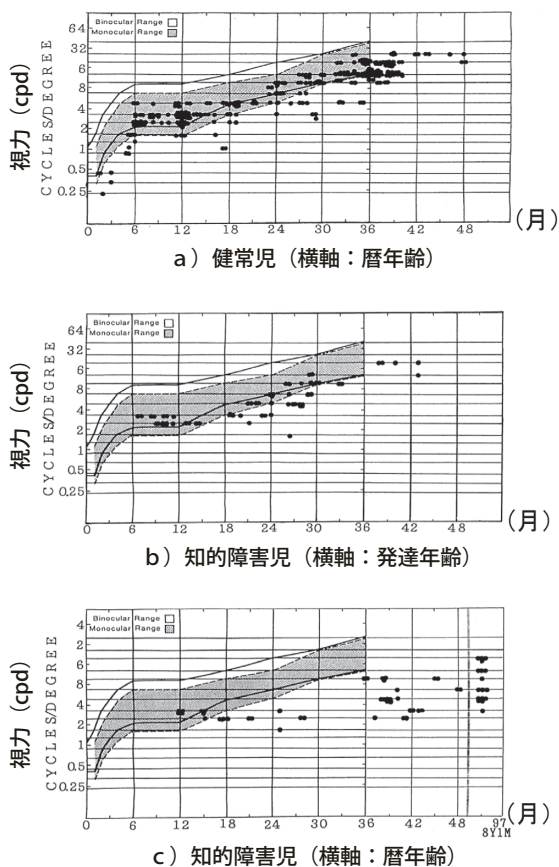 視力（cpd）
CYCLES/DEGREE
Binocular Range
Monocular Range
64
32
6
8
4
2
1
0.5
0.25
0 6 12 18 24 30 36 42 48
（月）
a）健常児（横軸：暦年齢）
視力（cpd）
CYCLES/DEGREE
Binocular Range
Monocular Range
64
32
6
8
4
2
1
0.5
0.25
0 6 12 18 24 30 36 42 48
（月）
b）知的障害児（横軸：発達年齢）
視力（cpd）
CYCLES/DEGREE
Binocular Range
Monocular Range
4
2
6
8
4
2
1
0.5
0.25
0 6 12 18 24 30 36 42 48 97
8Y1M
（月）
c）知的障害児（横軸：暦年齢）